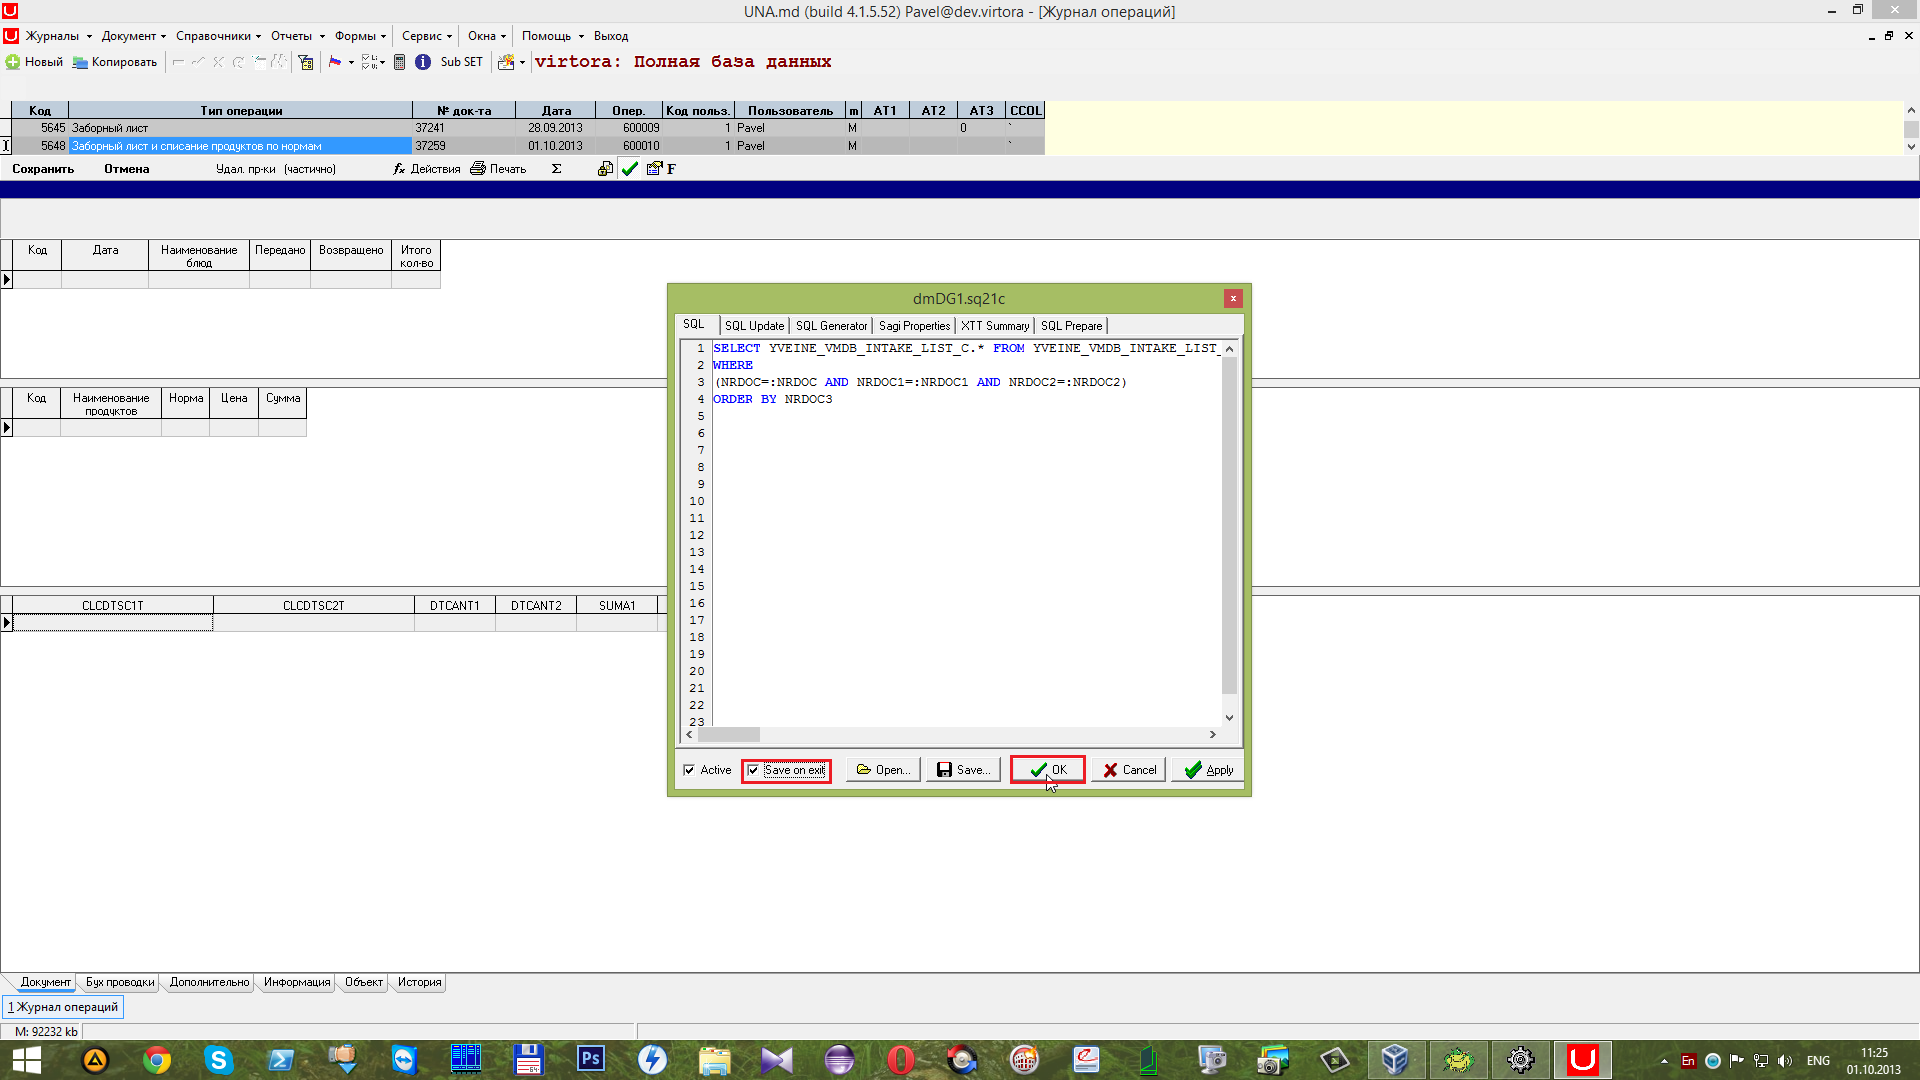 UNA.md (build 4.1.5.52) Pavel@dev.virtora - [Журнал операций]
Журналы Документ Справочники Отчеты Формы Сервис Окна Помощь Выход
Новый Копировать Sub SET virtora: Полная база данных
Код Тип операции № док-та Дата Опер. Код польз. Пользователь m AT1 AT2 AT3 CCOL
5645 Заборный лист 37241 28.09.2013 600009 1 Pavel M 0 `
5648 Заборный лист и списание продуктов по нормам 37259 01.10.2013 600010 1 Pavel M `
Сохранить Отмена Удал. пр-ки (частично) fx Действия Печать Σ F
Код Дата Наименование блюд Передано Возвращено Итого кол-во
Код Наименование продуктов Норма Цена Сумма
CLCDTSC1T CLCDTSC2T DTCANT1 DTCANT2 SUMA1
dmDG1.sq21c
SQL SQL Update SQL Generator Sagi Properties XTT Summary SQL Prepare
1 SELECT YVEINE_VMDB_INTAKE_LIST_C.* FROM YVEINE_VMDB_INTAKE_LIST_
2 WHERE
3 (NRDOC=:NRDOC AND NRDOC1=:NRDOC1 AND NRDOC2=:NRDOC2)
4 ORDER BY NRDOC3
5
6
7
8
9
10
11
12
13
14
15
16
17
18
19
20
21
22
23
Active Save on exit Open... Save... OK Cancel Apply
Документ Бух проводки Дополнительно Информация Объект История
1 Журнал операций
M: 92232 kb
Ps 64 En ENG 11:25
01.10.2013